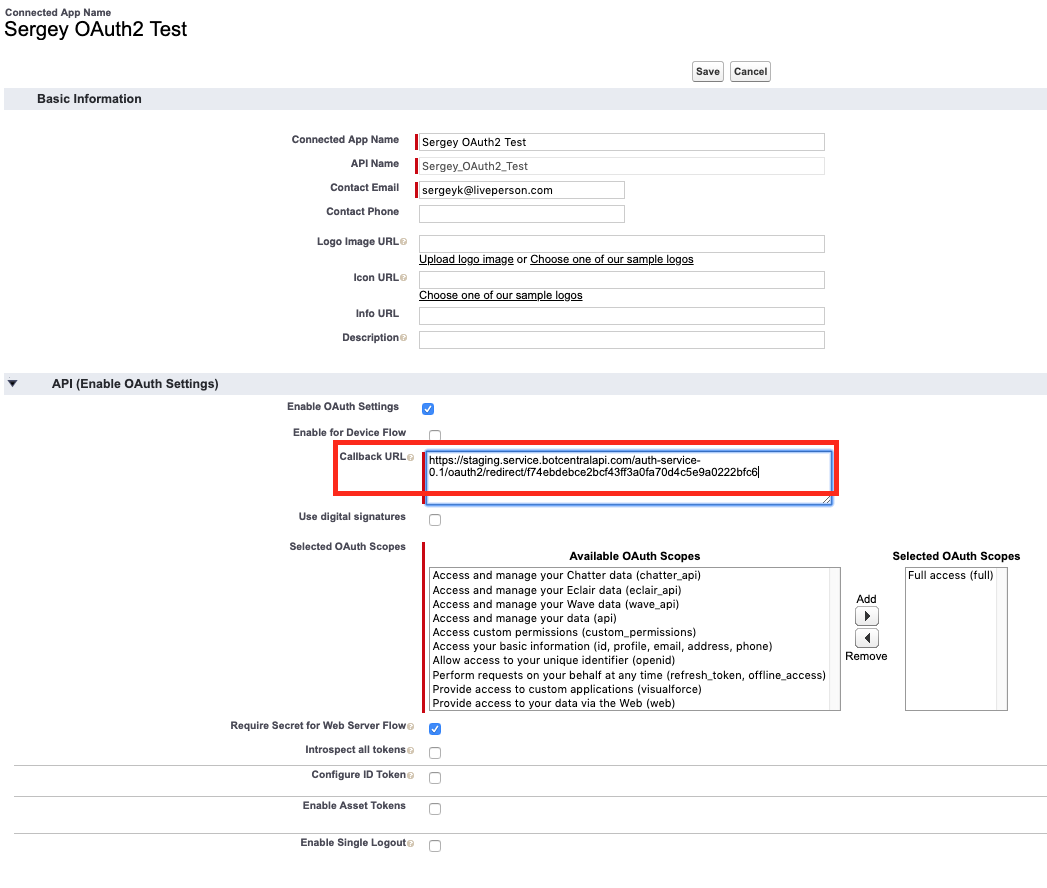 Connected App Name
Sergey OAuth2 Test
Save Cancel
Basic Information
Connected App Name Sergey OAuth2 Test
API Name Sergey_OAuth2_Test
Contact Email sergeyk@liveperson.com
Contact Phone
Logo Image URL
Upload logo image or Choose one of our sample logos
Icon URL
Choose one of our sample logos
Info URL
Description
API (Enable OAuth Settings)
Enable OAuth Settings
Enable for Device Flow
Callback URL https://staging.service.botcentralapi.com/auth-service-
0.1/oauth2/redirect/f74ebdebce2bcf43ff3a0fa70d4c5e9a0222bfc6
Use digital signatures
Selected OAuth Scopes
Available OAuth Scopes
Access and manage your Chatter data (chatter_api)
Access and manage your Eclair data (eclair_api)
Access and manage your Wave data (wave_api)
Access and manage your data (api)
Access custom permissions (custom_permissions)
Access your basic information (id, profile, email, address, phone)
Allow access to your unique identifier (openid)
Perform requests on your behalf at any time (refresh_token, offline_access)
Provide access to custom applications (visualforce)
Provide access to your data via the Web (web)
Add
Remove
Selected OAuth Scopes
Full access (full)
Require Secret for Web Server Flow
Introspect all tokens
Configure ID Token
Enable Asset Tokens
Enable Single Logout